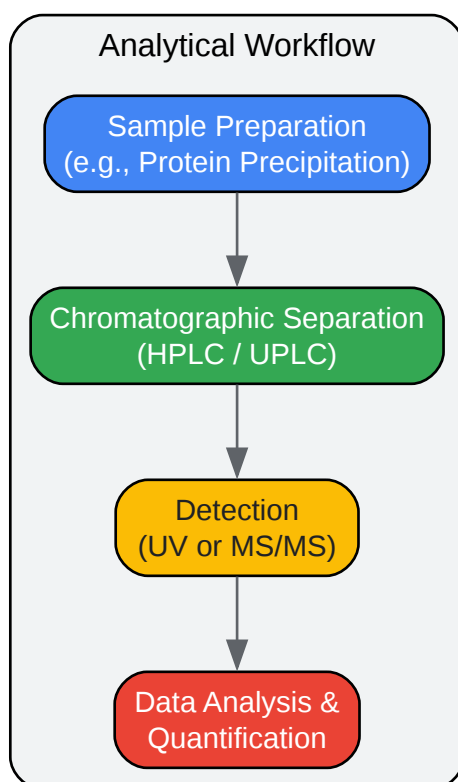 Analytical Workflow
Sample Preparation
(e.g., Protein Precipitation)
Chromatographic Separation
(HPLC / UPLC)
Detection
(UV or MS/MS)
Data Analysis &
Quantification